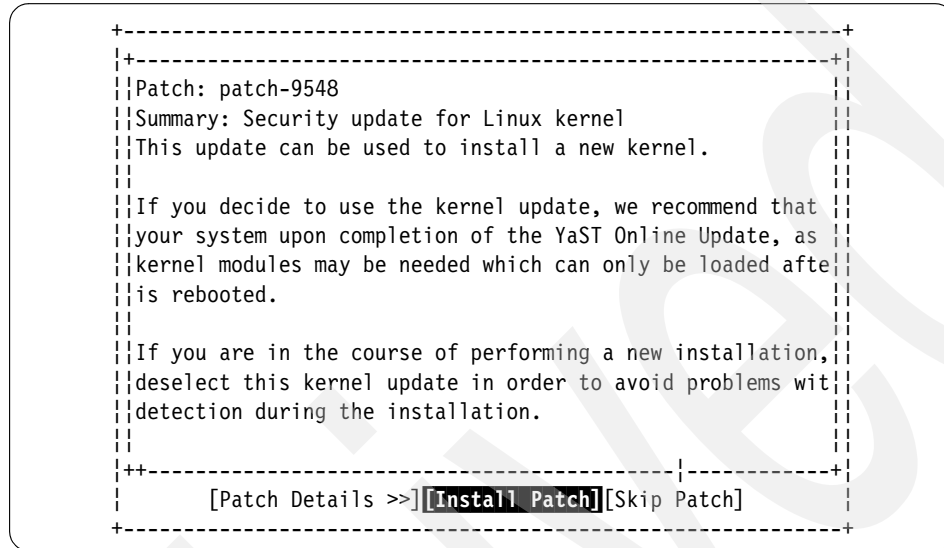 Patch: patch-9548
Summary: Security update for Linux kernel
This update can be used to install a new kernel.
If you decide to use the kernel update, we recommend that
your system upon completion of the YaST Online Update, as
kernel modules may be needed which can only be loaded afte
is rebooted.
If you are in the course of performing a new installation,
deselect this kernel update in order to avoid problems wit
detection during the installation.
[Patch Details >>][Install Patch][Skip Patch]